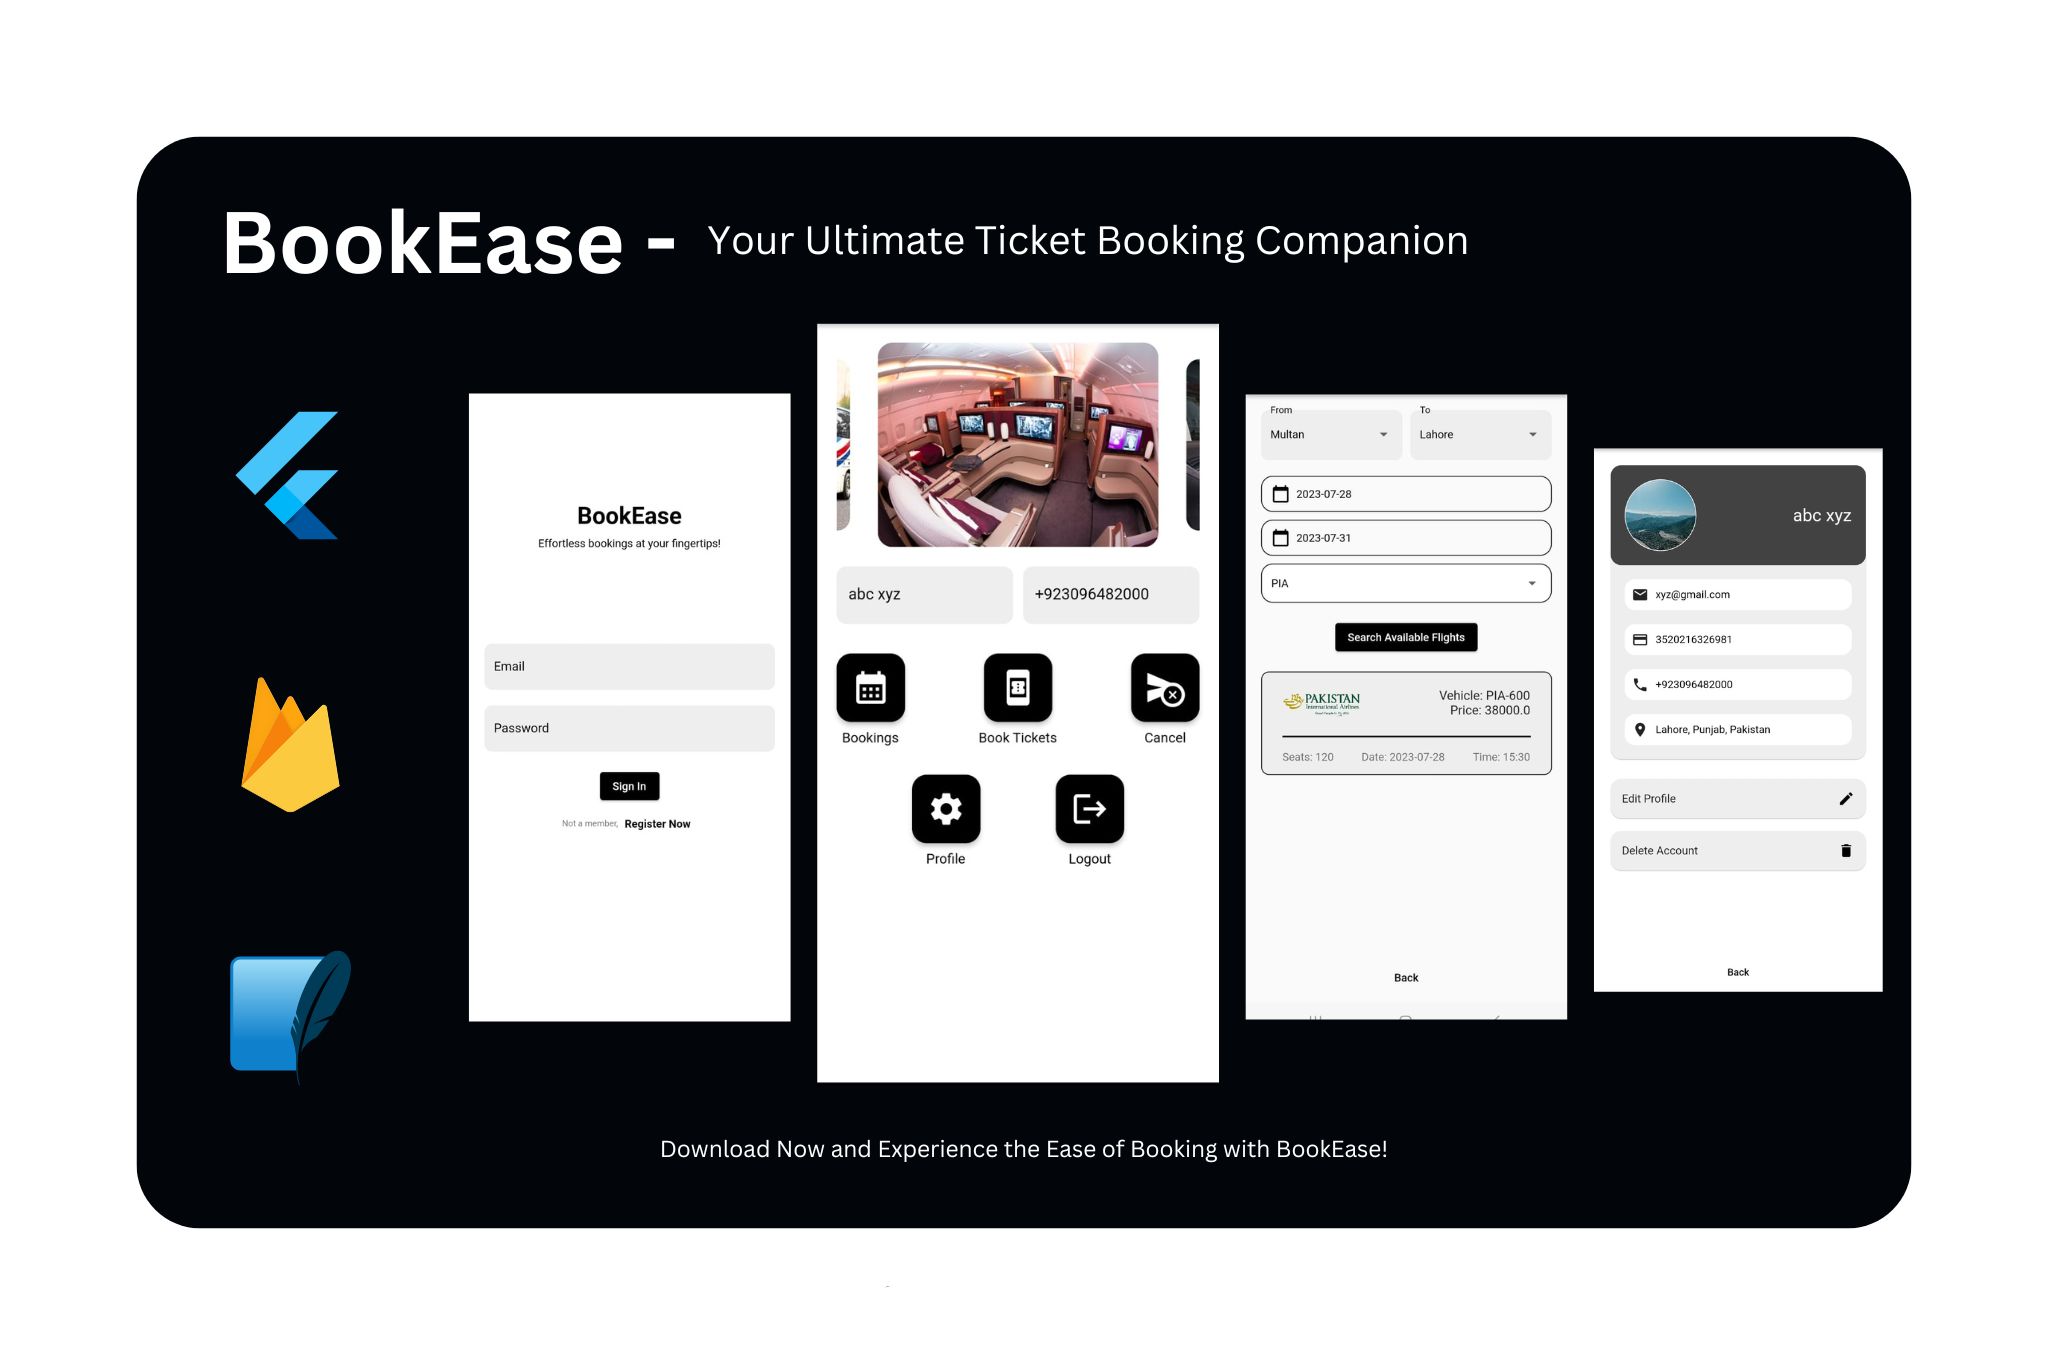 BookEase - Your Ultimate Ticket Booking Companion
BookEase
Effortless bookings at your fingertips!
Email
Password
Sign In
Not a member, Register Now
abc xyz
+923096482000
Bookings
Book Tickets
Cancel
Profile
Logout
From
To
Multan
Lahore
2023-07-28
2023-07-31
PIA
Search Available Flights
PAKISTAN
International Airlines
Vehicle: PIA-600
Price: 38000.0
Seats: 120
Date: 2023-07-28
Time: 15:30
Back
abc xyz
xyz@gmail.com
3520216326981
+923096482000
Lahore, Punjab, Pakistan
Edit Profile
Delete Account
Back
Download Now and Experience the Ease of Booking with BookEase!